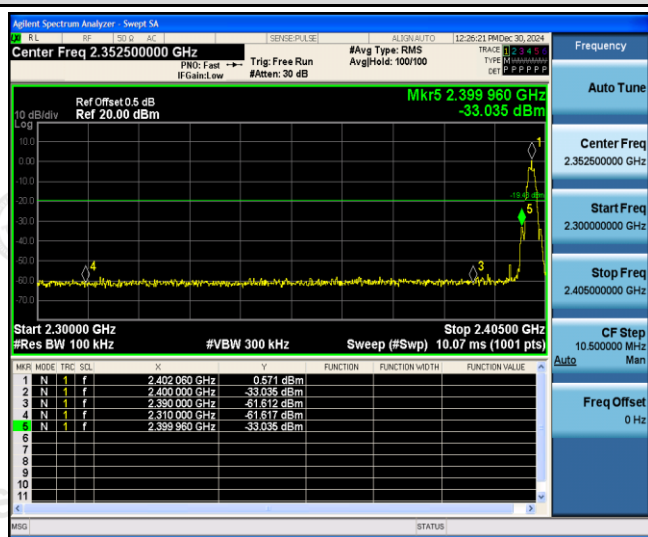 Agilent Spectrum Analyzer - Swept SA
RL RF 50 Ω AC SENSE:PULSE ALIGN AUTO 12:26:21 PM Dec 30, 2024
Center Freq 2.352500000 GHz
PNO: Fast
IFGain:Low
Trig: Free Run
#Atten: 30 dB
#Avg Type: RMS
Avg|Hold: 100/100
TRACE 1 2 3 4 5 6
TYPE M
DET P P P P P P
Frequency
Auto Tune
Center Freq
2.352500000 GHz
Start Freq
2.300000000 GHz
Stop Freq
2.405000000 GHz
CF Step
10.500000 MHz
Auto Man
Freq Offset
0 Hz
Mkr5 2.399 960 GHz
-33.035 dBm
Ref Offset 0.5 dB
10 dB/div Ref 20.00 dBm
Log
10.0
0.00
-10.0
-20.0
-30.0
-40.0
-50.0
-60.0
-70.0
1
5
3
4
Start 2.30000 GHz Stop 2.40500 GHz
#Res BW 100 kHz #VBW 300 kHz Sweep (#Swp) 10.07 ms (1001 pts)
MKR MODE TRC SCL X Y FUNCTION FUNCTION WIDTH FUNCTION VALUE
1 N 1 f 2.402 060 GHz 0.571 dBm
2 N 1 f 2.400 000 GHz -33.035 dBm
3 N 1 f 2.390 000 GHz -61.612 dBm
4 N 1 f 2.310 000 GHz -61.617 dBm
5 N 1 f 2.399 960 GHz -33.035 dBm
6
7
8
9
10
11
MSG STATUS